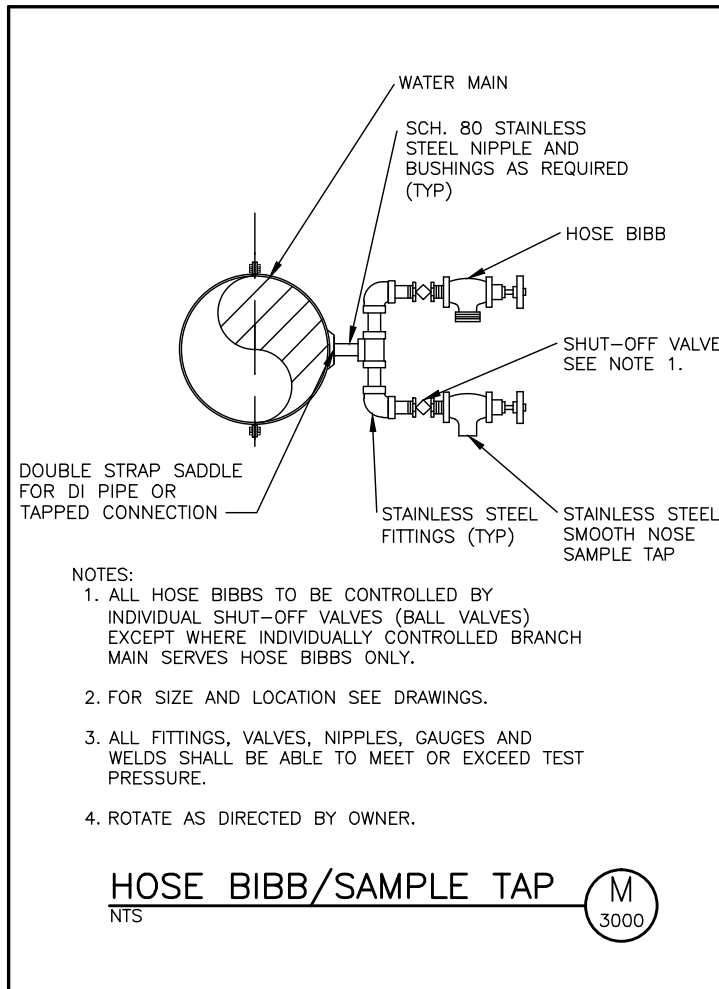 WATER MAIN
SCH. 80 STAINLESS
STEEL NIPPLE AND
BUSHINGS AS REQUIRED
(TYP)
HOSE BIBB
SHUT-OFF VALVE
SEE NOTE 1.
DOUBLE STRAP SADDLE
FOR DI PIPE OR
TAPPED CONNECTION
STAINLESS STEEL
FITTINGS (TYP)
STAINLESS STEEL
SMOOTH NOSE
SAMPLE TAP
NOTES:
1. ALL HOSE BIBBS TO BE CONTROLLED BY
INDIVIDUAL SHUT-OFF VALVES (BALL VALVES)
EXCEPT WHERE INDIVIDUALLY CONTROLLED BRANCH
MAIN SERVES HOSE BIBBS ONLY.
2. FOR SIZE AND LOCATION SEE DRAWINGS.
3. ALL FITTINGS, VALVES, NIPPLES, GAUGES AND
WELDS SHALL BE ABLE TO MEET OR EXCEED TEST
PRESSURE.
4. ROTATE AS DIRECTED BY OWNER.
HOSE BIBB/SAMPLE TAP
NTS
M
3000